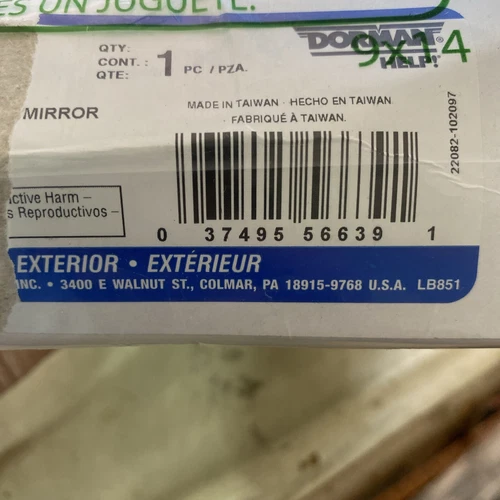 ES UN JUGUETE.
QTY:
CONT.: 1 PC / PZA.
QTE:
DORMAN
HELP!
9x14
MIRROR
MADE IN TAIWAN · HECHO EN TAIWAN
· FABRIQUÉ À TAIWAN.
22082-102097
ctive Harm –
s Reproductivos –
0 37495 56639 1
EXTERIOR • EXTÉRIEUR
INC. • 3400 E WALNUT ST., COLMAR, PA 18915-9768 U.S.A. LB851